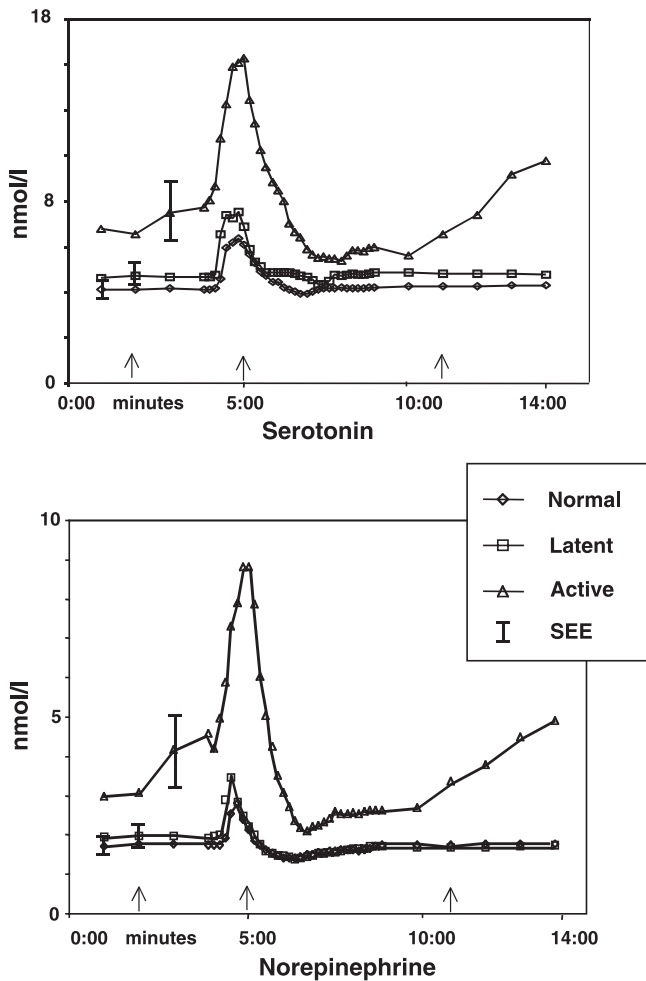 18
nmol/l
8
0
0:00 minutes 5:00 10:00 14:00
Serotonin
Normal
Latent
Active
SEE
10
nmol/l
5
0
0:00 minutes 5:00 10:00 14:00
Norepinephrine